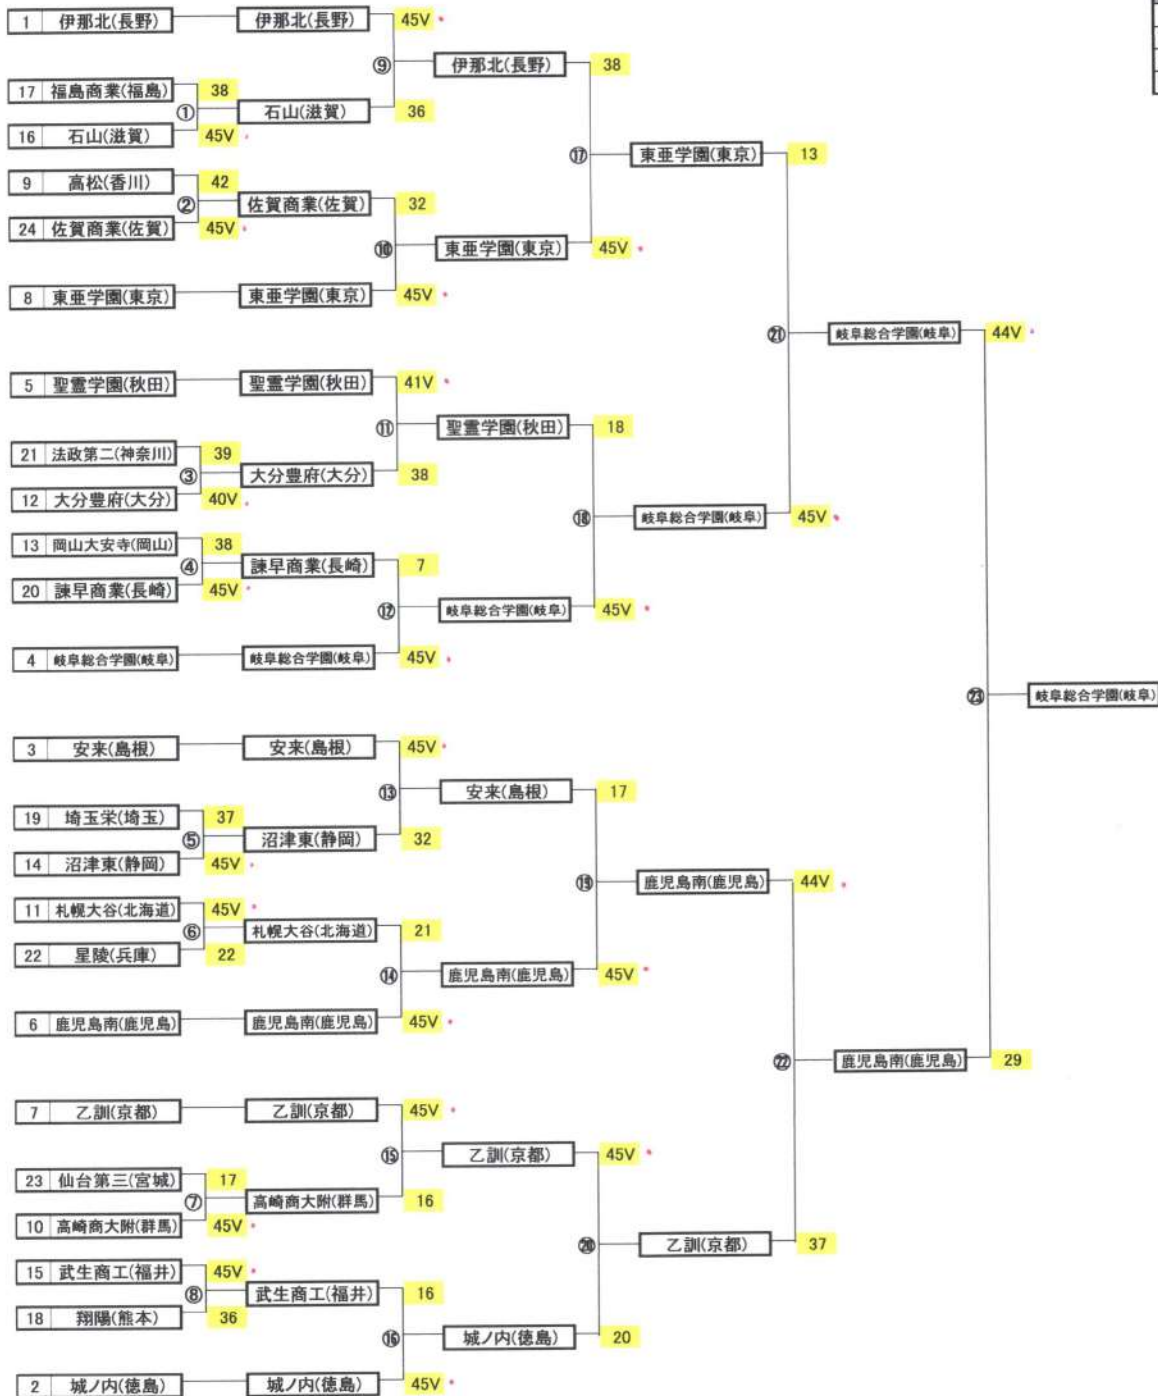 1 伊那北(長野) 伊那北(長野) 45V
⑨ 伊那北(長野) 38
17 福島商業(福島) 38
① 石山(滋賀) 36
16 石山(滋賀) 45V
⑰ 東亜学園(東京) 13
9 高松(香川) 42
② 佐賀商業(佐賀) 32
24 佐賀商業(佐賀) 45V
⑩ 東亜学園(東京) 45V
8 東亜学園(東京) 東亜学園(東京) 45V
㉑ 岐阜総合学園(岐阜) 44V
5 聖霊学園(秋田) 聖霊学園(秋田) 41V
⑪ 聖霊学園(秋田) 18
21 法政第二(神奈川) 39
③ 大分豊府(大分) 38
12 大分豊府(大分) 40V
⑱ 岐阜総合学園(岐阜) 45V
13 岡山大安寺(岡山) 38
④ 諫早商業(長崎) 7
20 諫早商業(長崎) 45V
⑫ 岐阜総合学園(岐阜) 45V
4 岐阜総合学園(岐阜) 岐阜総合学園(岐阜) 45V
㉓ 岐阜総合学園(岐阜)
3 安来(島根) 安来(島根) 45V
⑬ 安来(島根) 17
19 埼玉栄(埼玉) 37
⑤ 沼津東(静岡) 32
14 沼津東(静岡) 45V
⑲ 鹿児島南(鹿児島) 44V
11 札幌大谷(北海道) 45V
⑥ 札幌大谷(北海道) 21
22 星陵(兵庫) 22
⑭ 鹿児島南(鹿児島) 45V
6 鹿児島南(鹿児島) 鹿児島南(鹿児島) 45V
㉒ 鹿児島南(鹿児島) 29
7 乙訓(京都) 乙訓(京都) 45V
⑮ 乙訓(京都) 45V
23 仙台第三(宮城) 17
⑦ 高崎商大附(群馬) 16
10 高崎商大附(群馬) 45V
⑳ 乙訓(京都) 37
15 武生商工(福井) 45V
⑧ 武生商工(福井) 16
18 翔陽(熊本) 36
⑯ 城ノ内(徳島) 20
2 城ノ内(徳島) 城ノ内(徳島) 45V